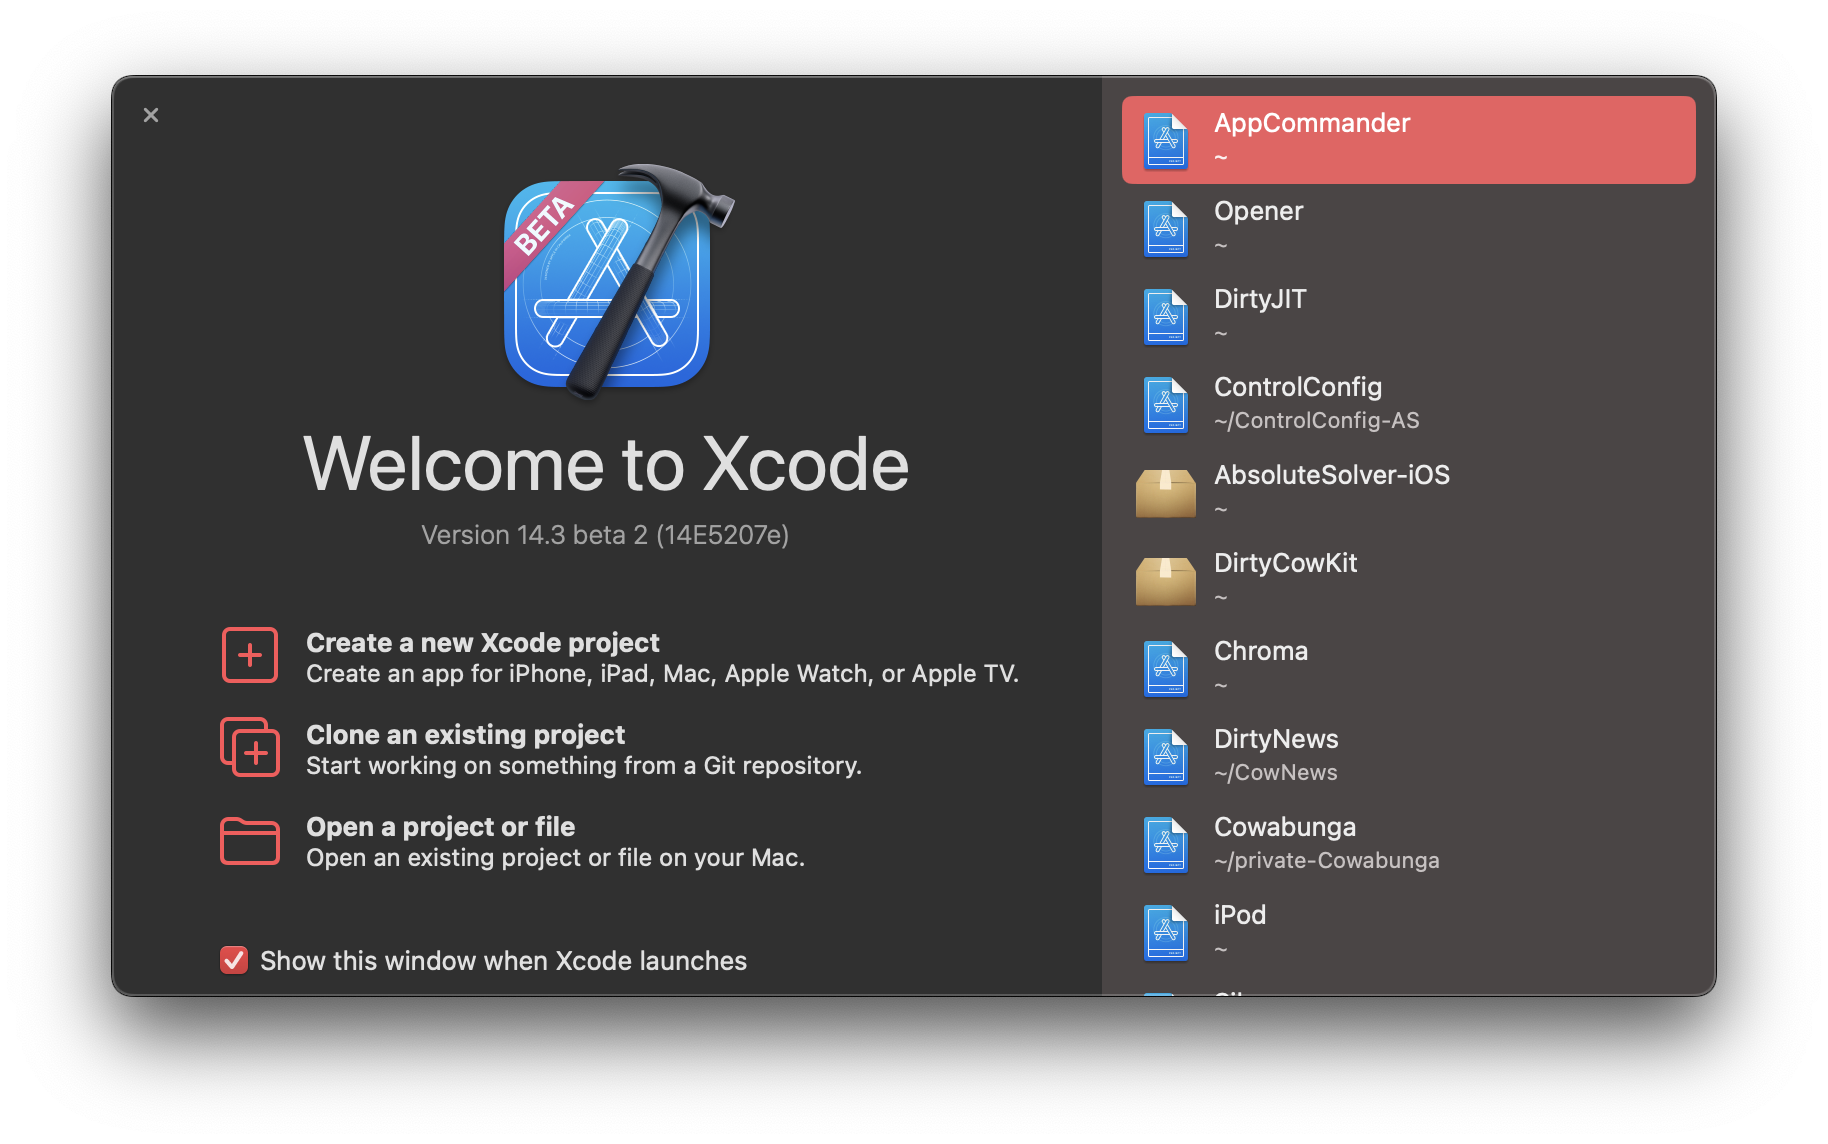 BETA
Welcome to Xcode
Version 14.3 beta 2 (14E5207e)
Create a new Xcode project
Create an app for iPhone, iPad, Mac, Apple Watch, or Apple TV.
Clone an existing project
Start working on something from a Git repository.
Open a project or file
Open an existing project or file on your Mac.
Show this window when Xcode launches
AppCommander
~
Opener
~
DirtyJIT
~
ControlConfig
~/ControlConfig-AS
AbsoluteSolver-iOS
~
DirtyCowKit
~
Chroma
~
DirtyNews
~/CowNews
Cowabunga
~/private-Cowabunga
iPod
~